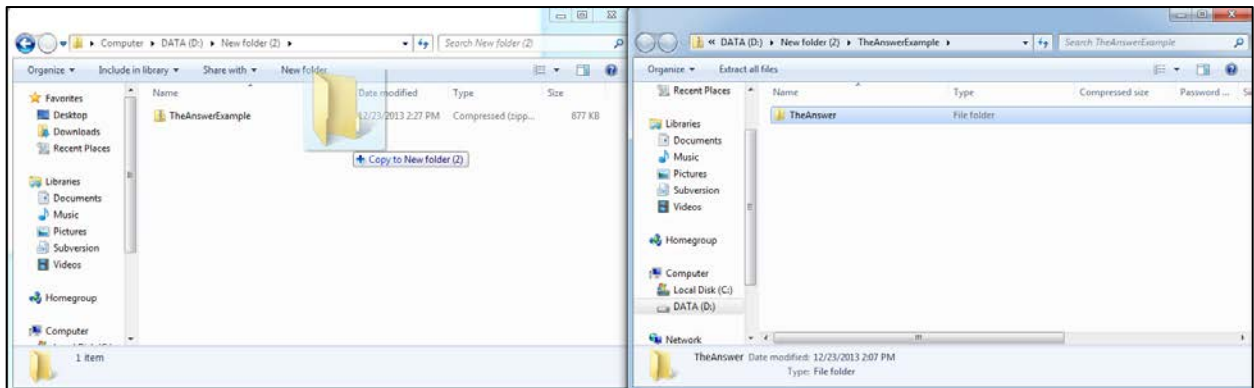 Computer ▸ DATA (D:) ▸ New folder (2) ▸
Search New folder (2)
Organize
Include in library
Share with
New folder
Favorites
Desktop
Downloads
Recent Places
Libraries
Documents
Music
Pictures
Subversion
Videos
Homegroup
Computer
Name
Date modified
Type
Size
TheAnswerExample
12/23/2013 2:27 PM
Compressed (zipp...
877 KB
Copy to New folder (2)
1 item
« DATA (D:) ▸ New folder (2) ▸ TheAnswerExample ▸
Search TheAnswerExample
Organize
Extract all files
Recent Places
Libraries
Documents
Music
Pictures
Subversion
Videos
Homegroup
Computer
Local Disk (C:)
DATA (D:)
Network
Name
Type
Compressed size
Password ...
TheAnswer
File folder
TheAnswer Date modified: 12/23/2013 2:07 PM
Type: File folder